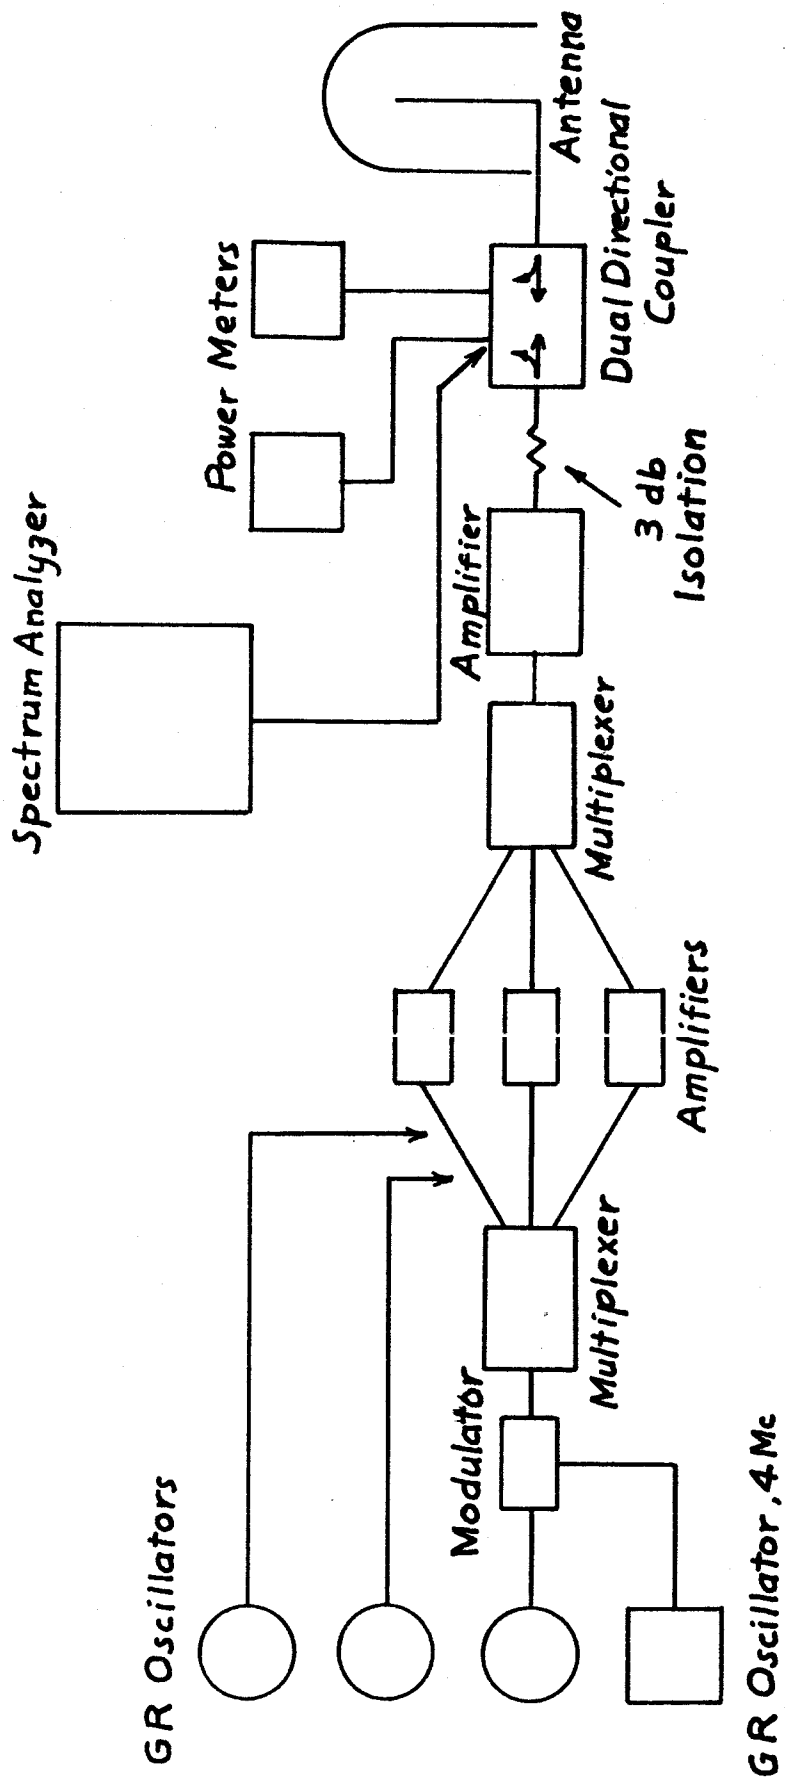 GR Oscillators
GR Oscillator, 4 Mc
Modulator
Multiplexer
Amplifiers
Multiplexer
Amplifier
3 db
Isolation
Spectrum Analyzer
Power Meters
Dual Directional
Coupler
Antenna